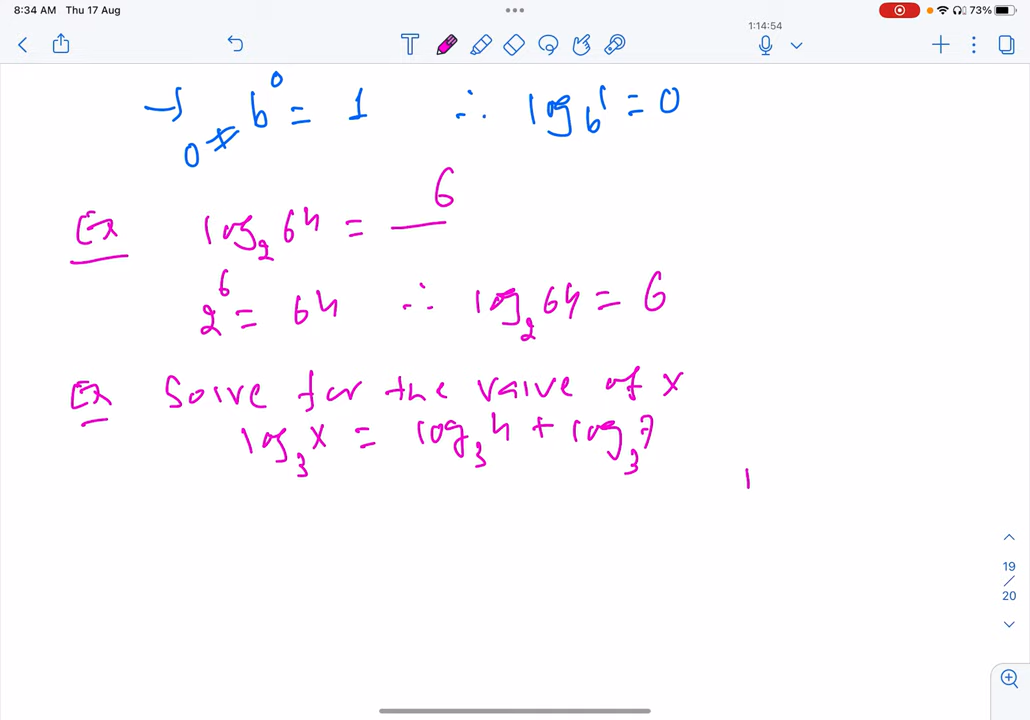 8:34 AM Thu 17 Aug
73%
1:14:54
T
→ 0 ≠ b⁰ = 1 ∴ log_b 1 = 0
Ex log₂ 64 = 6
2⁶ = 64 ∴ log₂ 64 = 6
Ex Solve for the value of x
log₃ x = log₃ 4 + log₃ 7
19
/
20